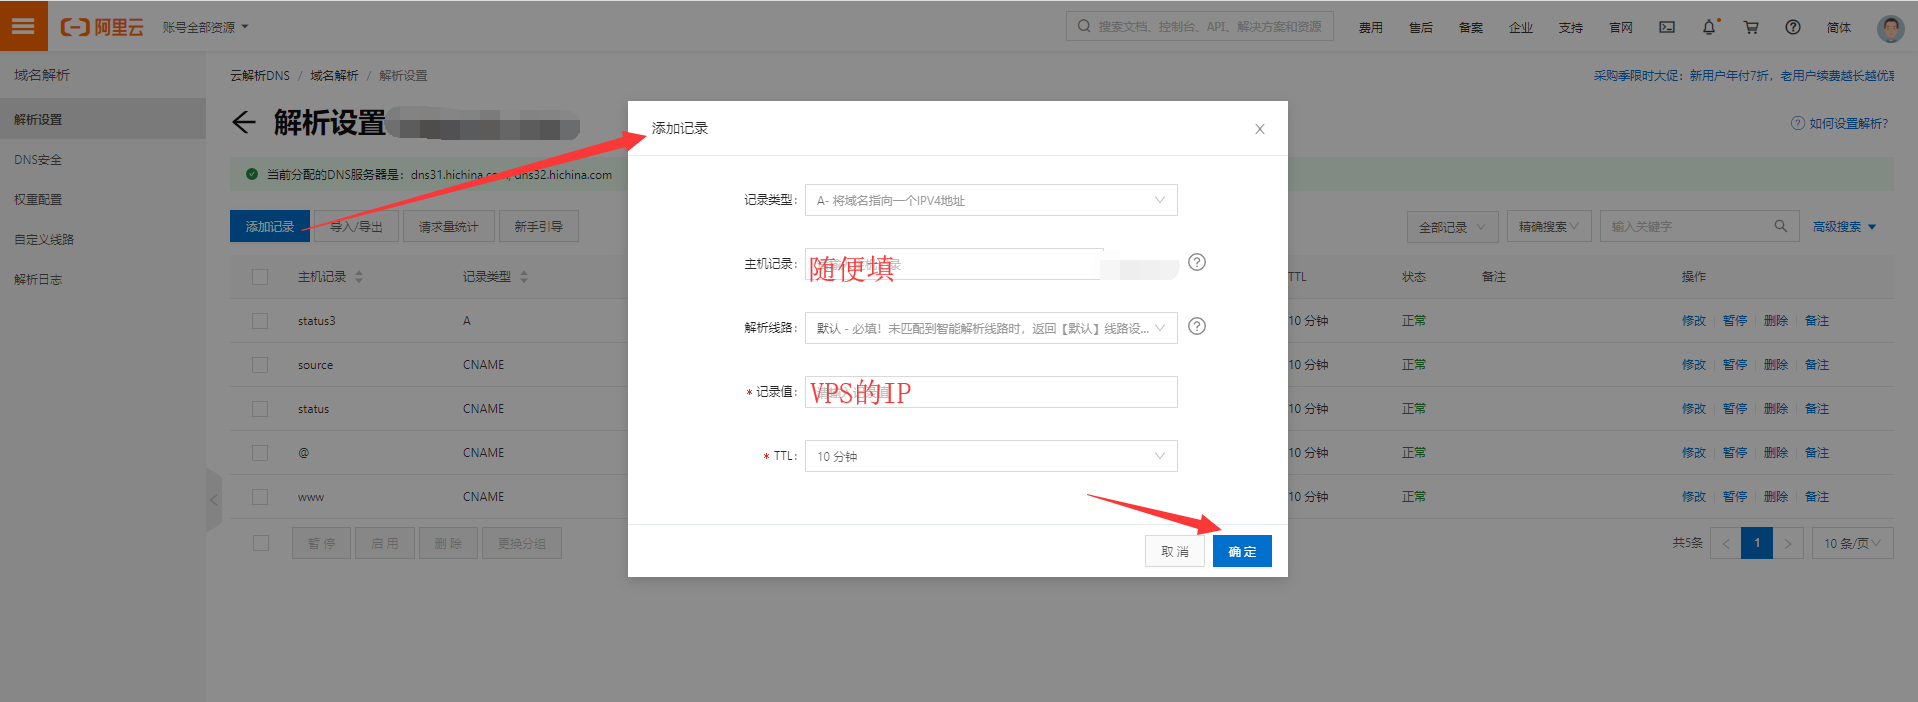 阿里云
账号全部资源
搜索文档、控制台、API、解决方案和资源
费用
售后
备案
企业
支持
官网
简体
域名解析
解析设置
DNS安全
权重配置
自定义线路
解析日志
云解析DNS / 域名解析 / 解析设置
采购季限时大促：新用户年付7折，老用户续费越长越优惠
解析设置
如何设置解析?
当前分配的DNS服务器是：dns31.hichina.com, dns32.hichina.com
添加记录
导入/导出
请求量统计
新手引导
全部记录
精确搜索
输入关键字
高级搜索
主机记录
记录类型
TTL
状态
备注
操作
status3 A 10 分钟 正常 修改 暂停 删除 备注
source CNAME 10 分钟 正常 修改 暂停 删除 备注
status CNAME 10 分钟 正常 修改 暂停 删除 备注
@ CNAME 10 分钟 正常 修改 暂停 删除 备注
www CNAME 10 分钟 正常 修改 暂停 删除 备注
暂 停
启 用
删 除
更换分组
共5条
<
1
>
10 条/页
添加记录
记录类型：
A- 将域名指向一个IPV4地址
主机记录：
随便填
解析线路：
默认 - 必填！未匹配到智能解析线路时，返回【默认】线路设...
* 记录值：
VPS的IP
* TTL：
10 分钟
取 消
确 定